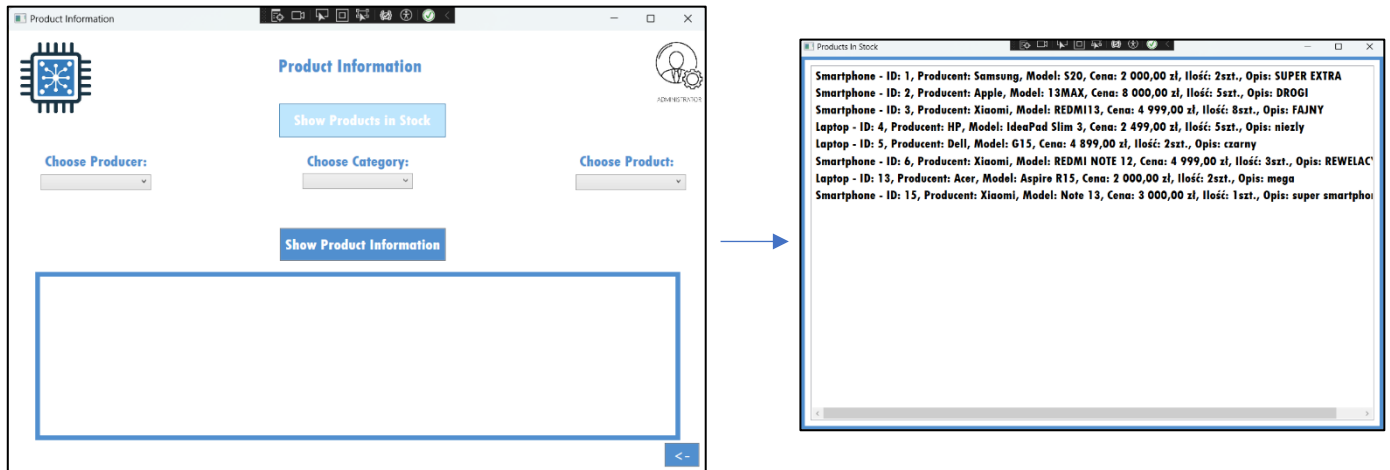 Product Information
Product Information
ADMINISTRATOR
Show Products in Stock
Choose Producer:
Choose Category:
Choose Product:
Show Product Information
<-
Products In Stock
Smartphone - ID: 1, Producent: Samsung, Model: S20, Cena: 2 000,00 zł, Ilość: 2szt., Opis: SUPER EXTRA
Smartphone - ID: 2, Producent: Apple, Model: 13MAX, Cena: 8 000,00 zł, Ilość: 5szt., Opis: DROGI
Smartphone - ID: 3, Producent: Xiaomi, Model: REDMI13, Cena: 4 999,00 zł, Ilość: 8szt., Opis: FAJNY
Laptop - ID: 4, Producent: HP, Model: IdeaPad Slim 3, Cena: 2 499,00 zł, Ilość: 5szt., Opis: niezly
Laptop - ID: 5, Producent: Dell, Model: G15, Cena: 4 899,00 zł, Ilość: 2szt., Opis: czarny
Smartphone - ID: 6, Producent: Xiaomi, Model: REDMI NOTE 12, Cena: 4 999,00 zł, Ilość: 3szt., Opis: REWELAC
Laptop - ID: 13, Producent: Acer, Model: Aspire R15, Cena: 2 000,00 zł, Ilość: 2szt., Opis: mega
Smartphone - ID: 15, Producent: Xiaomi, Model: Note 13, Cena: 3 000,00 zł, Ilość: 1szt., Opis: super smartpho